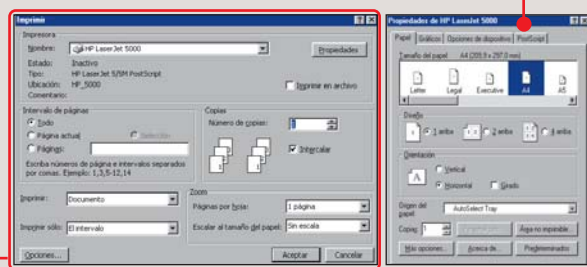 Imprimir
Impresora
Nombre: HP LaserJet 5000 Propiedades
Estado: Inactivo
Tipo: HP LaserJet 5/5M PostScript
Ubicación: HP_5000 Imprimir en archivo
Comentario:
Intervalo de páginas
Todo
Página actual Selección
Páginas:
Escriba números de página e intervalos separados
por comas. Ejemplo: 1,3,5-12,14
Copias
Número de copias:
Intercalar
Imprimir: Documento
Imprimir sólo: El intervalo
Zoom
Páginas por hoja: 1 página
Escalar al tamaño del papel: Sin escala
Opciones... Aceptar Cancelar
Propiedades de HP LaserJet 5000
Papel Gráficos Opciones de dispositivo PostScript
Tamaño del papel: A4 (209,9 x 297,0 mm)
Letter Legal Executive A4 A5
Diseño
1 arriba 2 arriba 4 arriba
Orientación
A Vertical
Horizontal Girado
Origen del
papel: AutoSelect Tray
Copias: 1 Área no imprimible...
Más opciones... Acerca de... Predeterminados